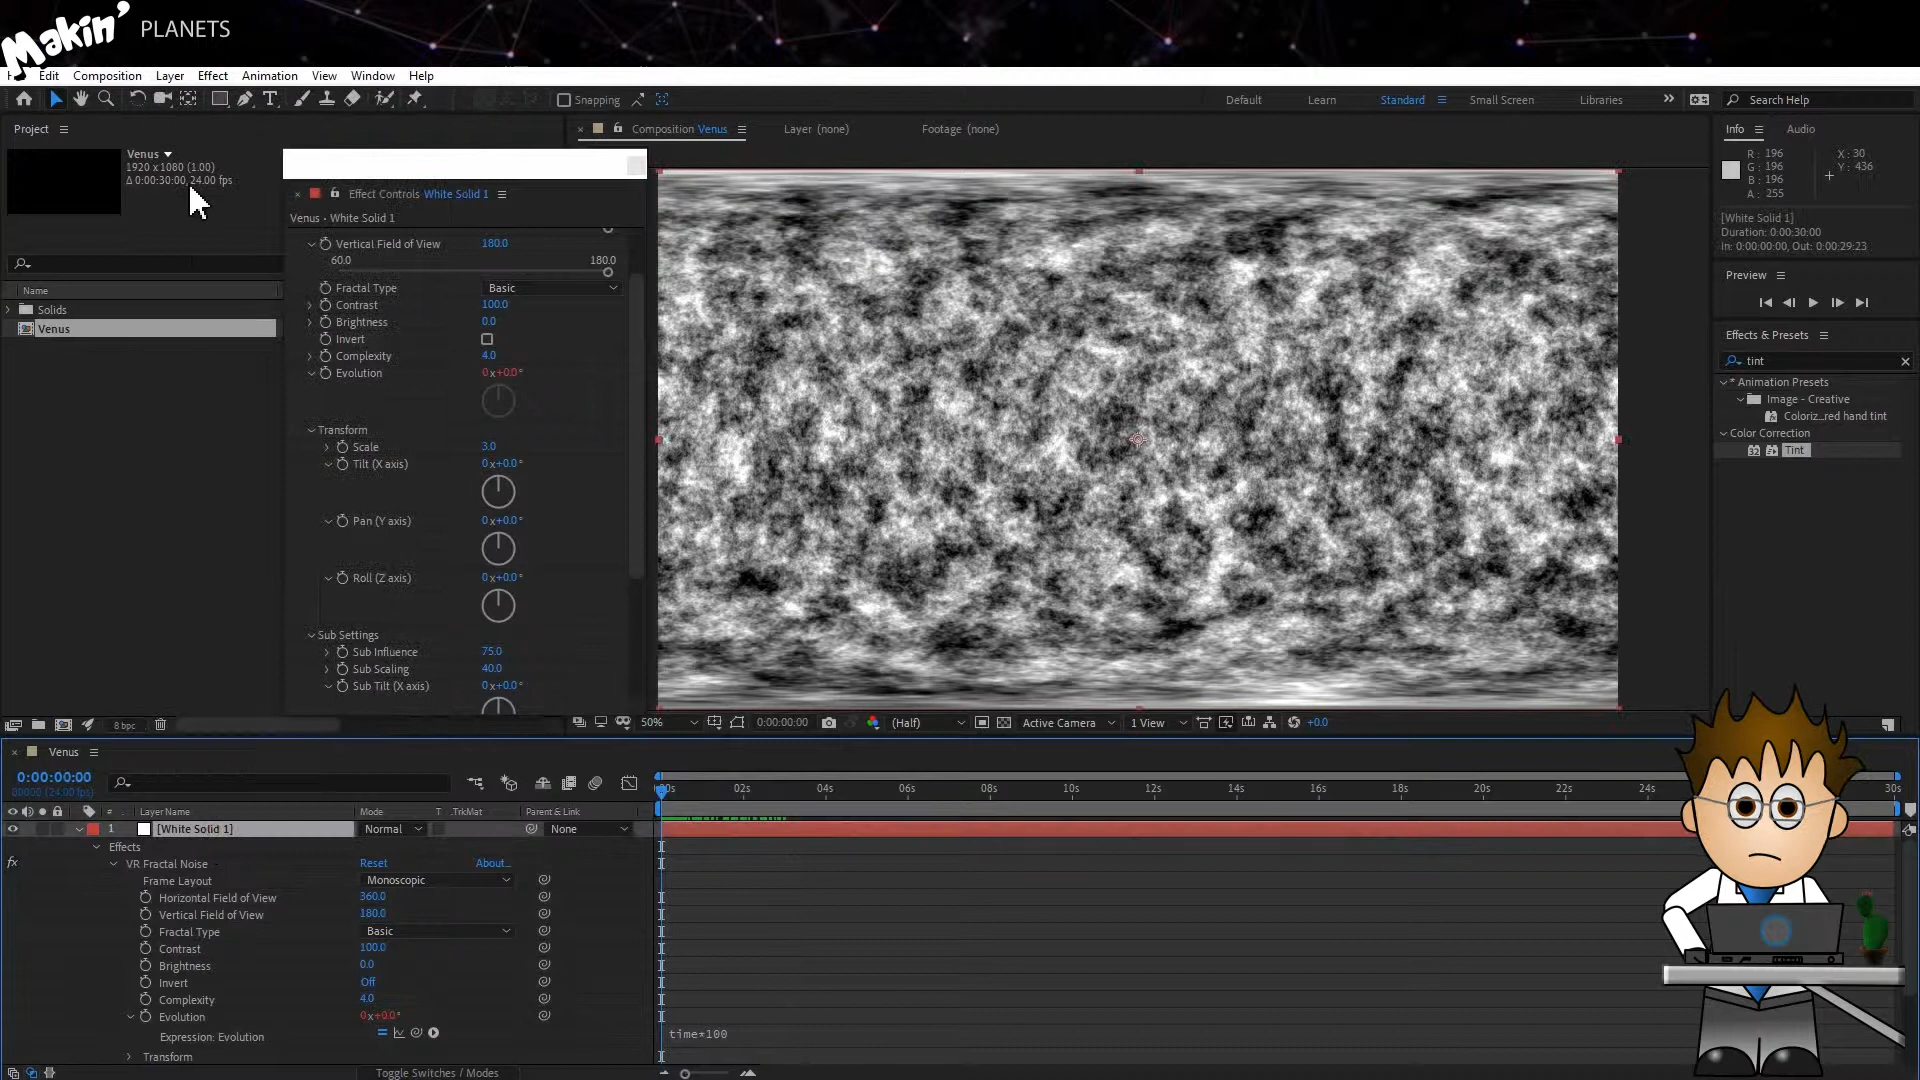 Makin' PLANETS
Edit Composition Layer Effect Animation View Window Help
Snapping Default Learn Standard Small Screen Libraries Search Help
Project
Venus
1920 x 1080 (1.00)
Δ 0:00:30:00, 24.00 fps
Name
Solids
Venus
8 bpc
Effect Controls White Solid 1
Venus · White Solid 1
Vertical Field of View 180.0
60.0 180.0
Fractal Type Basic
Contrast 100.0
Brightness 0.0
Invert
Complexity 4.0
Evolution 0x+0.0°
Transform
Scale 3.0
Tilt (X axis) 0x+0.0°
Pan (Y axis) 0x+0.0°
Roll (Z axis) 0x+0.0°
Sub Settings
Sub Influence 75.0
Sub Scaling 40.0
Sub Tilt (X axis) 0x+0.0°
Composition Venus Layer (none) Footage (none)
50% 0:00:00:00 (Half) Active Camera 1 View +0.0
Info Audio
R : 196 X : 30
G : 196 Y : 436
B : 196
A : 255
[White Solid 1]
Duration: 0:00:30:00
In: 0:00:00:00, Out: 0:00:29:23
Preview
Effects & Presets
tint
* Animation Presets
Image - Creative
Coloriz...red hand tint
Color Correction
32 Tint
Venus
0:00:00:00
00000 (24.00 fps)
# Layer Name Mode T .TrkMat Parent & Link
02s 04s 06s 08s 10s 12s 14s 16s 18s 20s 22s 24s 30s
1 [White Solid 1] Normal None
Effects
fx VR Fractal Noise Reset About...
Frame Layout Monoscopic
Horizontal Field of View 360.0
Vertical Field of View 180.0
Fractal Type Basic
Contrast 100.0
Brightness 0.0
Invert Off
Complexity 4.0
Evolution 0x+0.0°
Expression: Evolution time*100
Transform
Toggle Switches / Modes